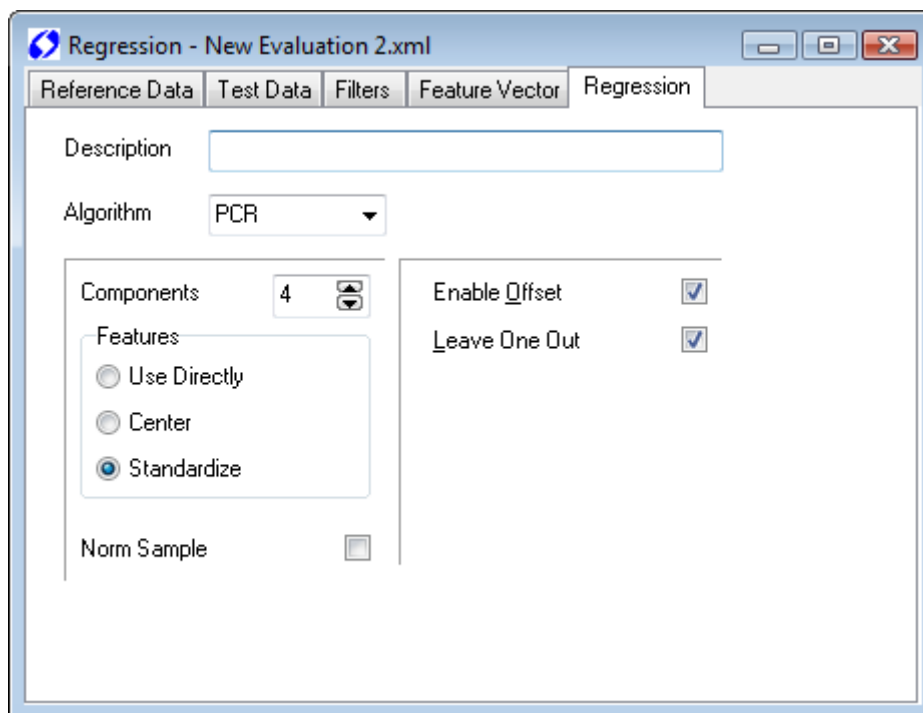 Regression - New Evaluation 2.xml
Reference Data Test Data Filters Feature Vector Regression
Description
Algorithm PCR
Components 4
Features
Use Directly
Center
Standardize
Norm Sample
Enable Offset
Leave One Out